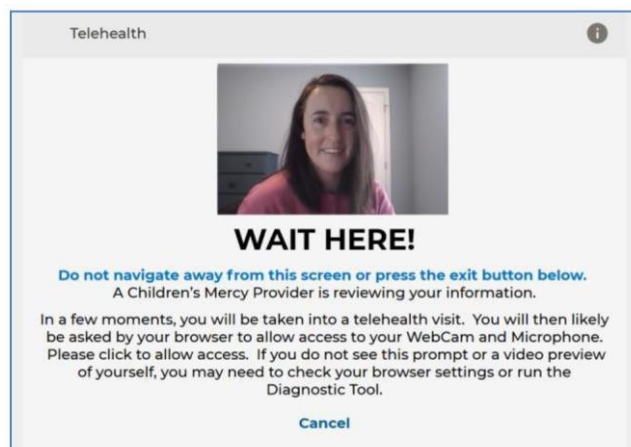 Telehealth
WAIT HERE!
Do not navigate away from this screen or press the exit button below.
A Children's Mercy Provider is reviewing your information.
In a few moments, you will be taken into a telehealth visit.  You will then likely
be asked by your browser to allow access to your WebCam and Microphone.
Please click to allow access.  If you do not see this prompt or a video preview
of yourself, you may need to check your browser settings or run the
Diagnostic Tool.
Cancel